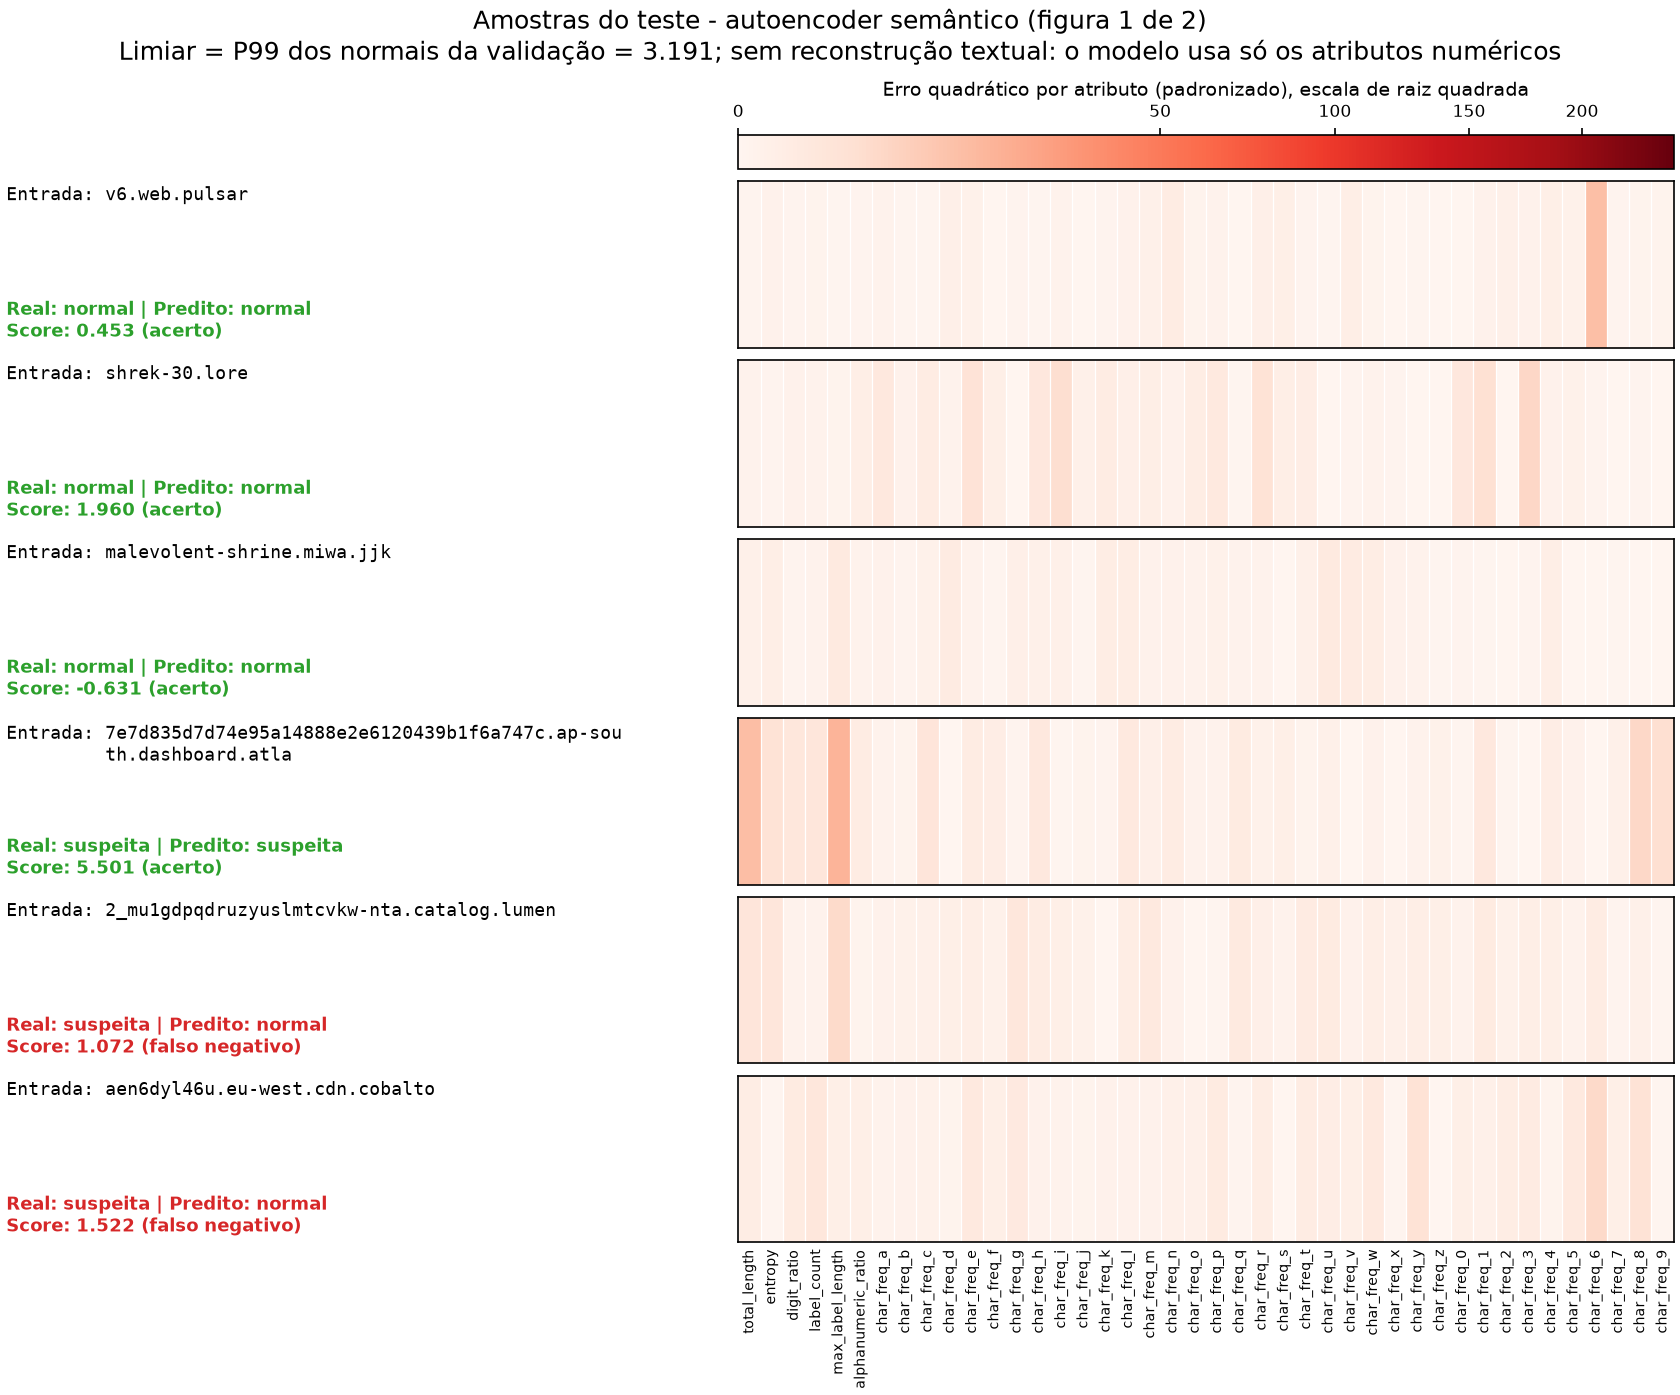 Amostras do teste - autoencoder semântico (figura 1 de 2)
Limiar = P99 dos normais da validação = 3.191; sem reconstrução textual: o modelo usa só os atributos numéricos
Erro quadrático por atributo (padronizado), escala de raiz quadrada
0 50 100 150 200
Entrada: v6.web.pulsar
Real: normal | Predito: normal
Score: 0.453 (acerto)
Entrada: shrek-30.lore
Real: normal | Predito: normal
Score: 1.960 (acerto)
Entrada: malevolent-shrine.miwa.jjk
Real: normal | Predito: normal
Score: -0.631 (acerto)
Entrada: 7e7d835d7d74e95a14888e2e6120439b1f6a747c.ap-sou
th.dashboard.atla
Real: suspeita | Predito: suspeita
Score: 5.501 (acerto)
Entrada: 2_mu1gdpqdruzyuslmtcvkw-nta.catalog.lumen
Real: suspeita | Predito: normal
Score: 1.072 (falso negativo)
Entrada: aen6dyl46u.eu-west.cdn.cobalto
Real: suspeita | Predito: normal
Score: 1.522 (falso negativo)
total_length
entropy
digit_ratio
label_count
max_label_length
alphanumeric_ratio
char_freq_a
char_freq_b
char_freq_c
char_freq_d
char_freq_e
char_freq_f
char_freq_g
char_freq_h
char_freq_i
char_freq_j
char_freq_k
char_freq_l
char_freq_m
char_freq_n
char_freq_o
char_freq_p
char_freq_q
char_freq_r
char_freq_s
char_freq_t
char_freq_u
char_freq_v
char_freq_w
char_freq_x
char_freq_y
char_freq_z
char_freq_0
char_freq_1
char_freq_2
char_freq_3
char_freq_4
char_freq_5
char_freq_6
char_freq_7
char_freq_8
char_freq_9